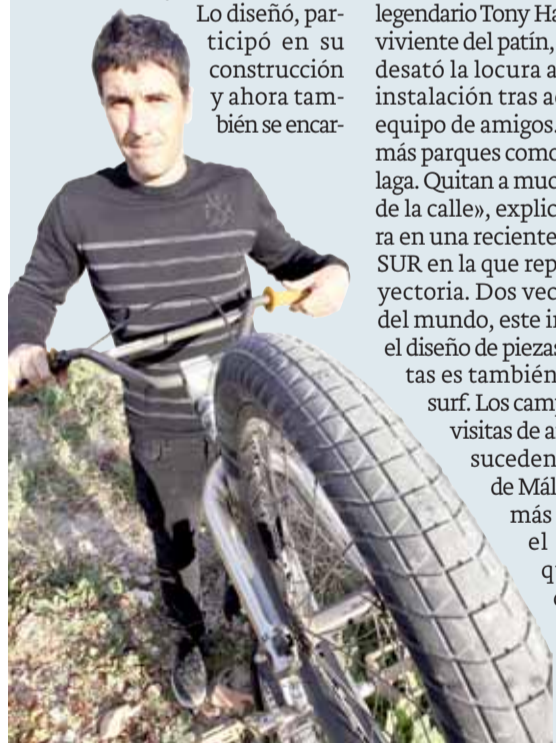 Lo diseñó, par-
ticipó en su
construcción
y ahora tam-
bién se encar-
legendario Tony Ha
viviente del patín,
desató la locura a
instalación tras a
equipo de amigos.
más parques como
laga. Quitan a muc
de la calle», explic
ra en una reciente
SUR en la que rep
yectoria. Dos vec
del mundo, este in
el diseño de piezas
tas es también
surf. Los camp
visitas de a
suceden
de Mál
más
el
q